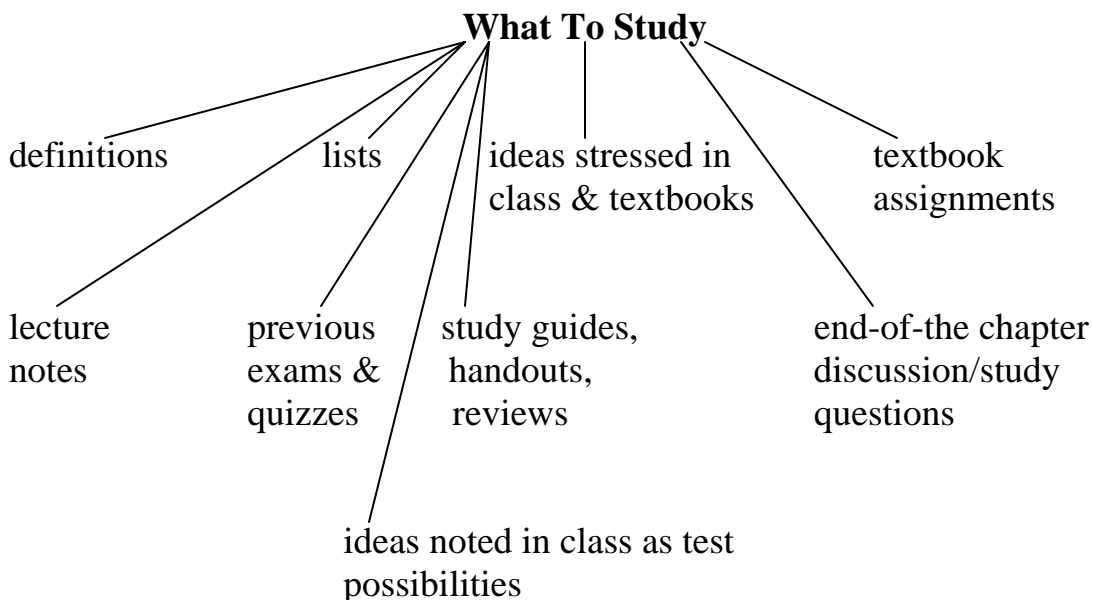 What To Study
definitions
lists
ideas stressed in
class & textbooks
textbook
assignments
lecture
notes
previous
exams &
quizzes
study guides,
handouts,
reviews
end-of-the chapter
discussion/study
questions
ideas noted in class as test
possibilities